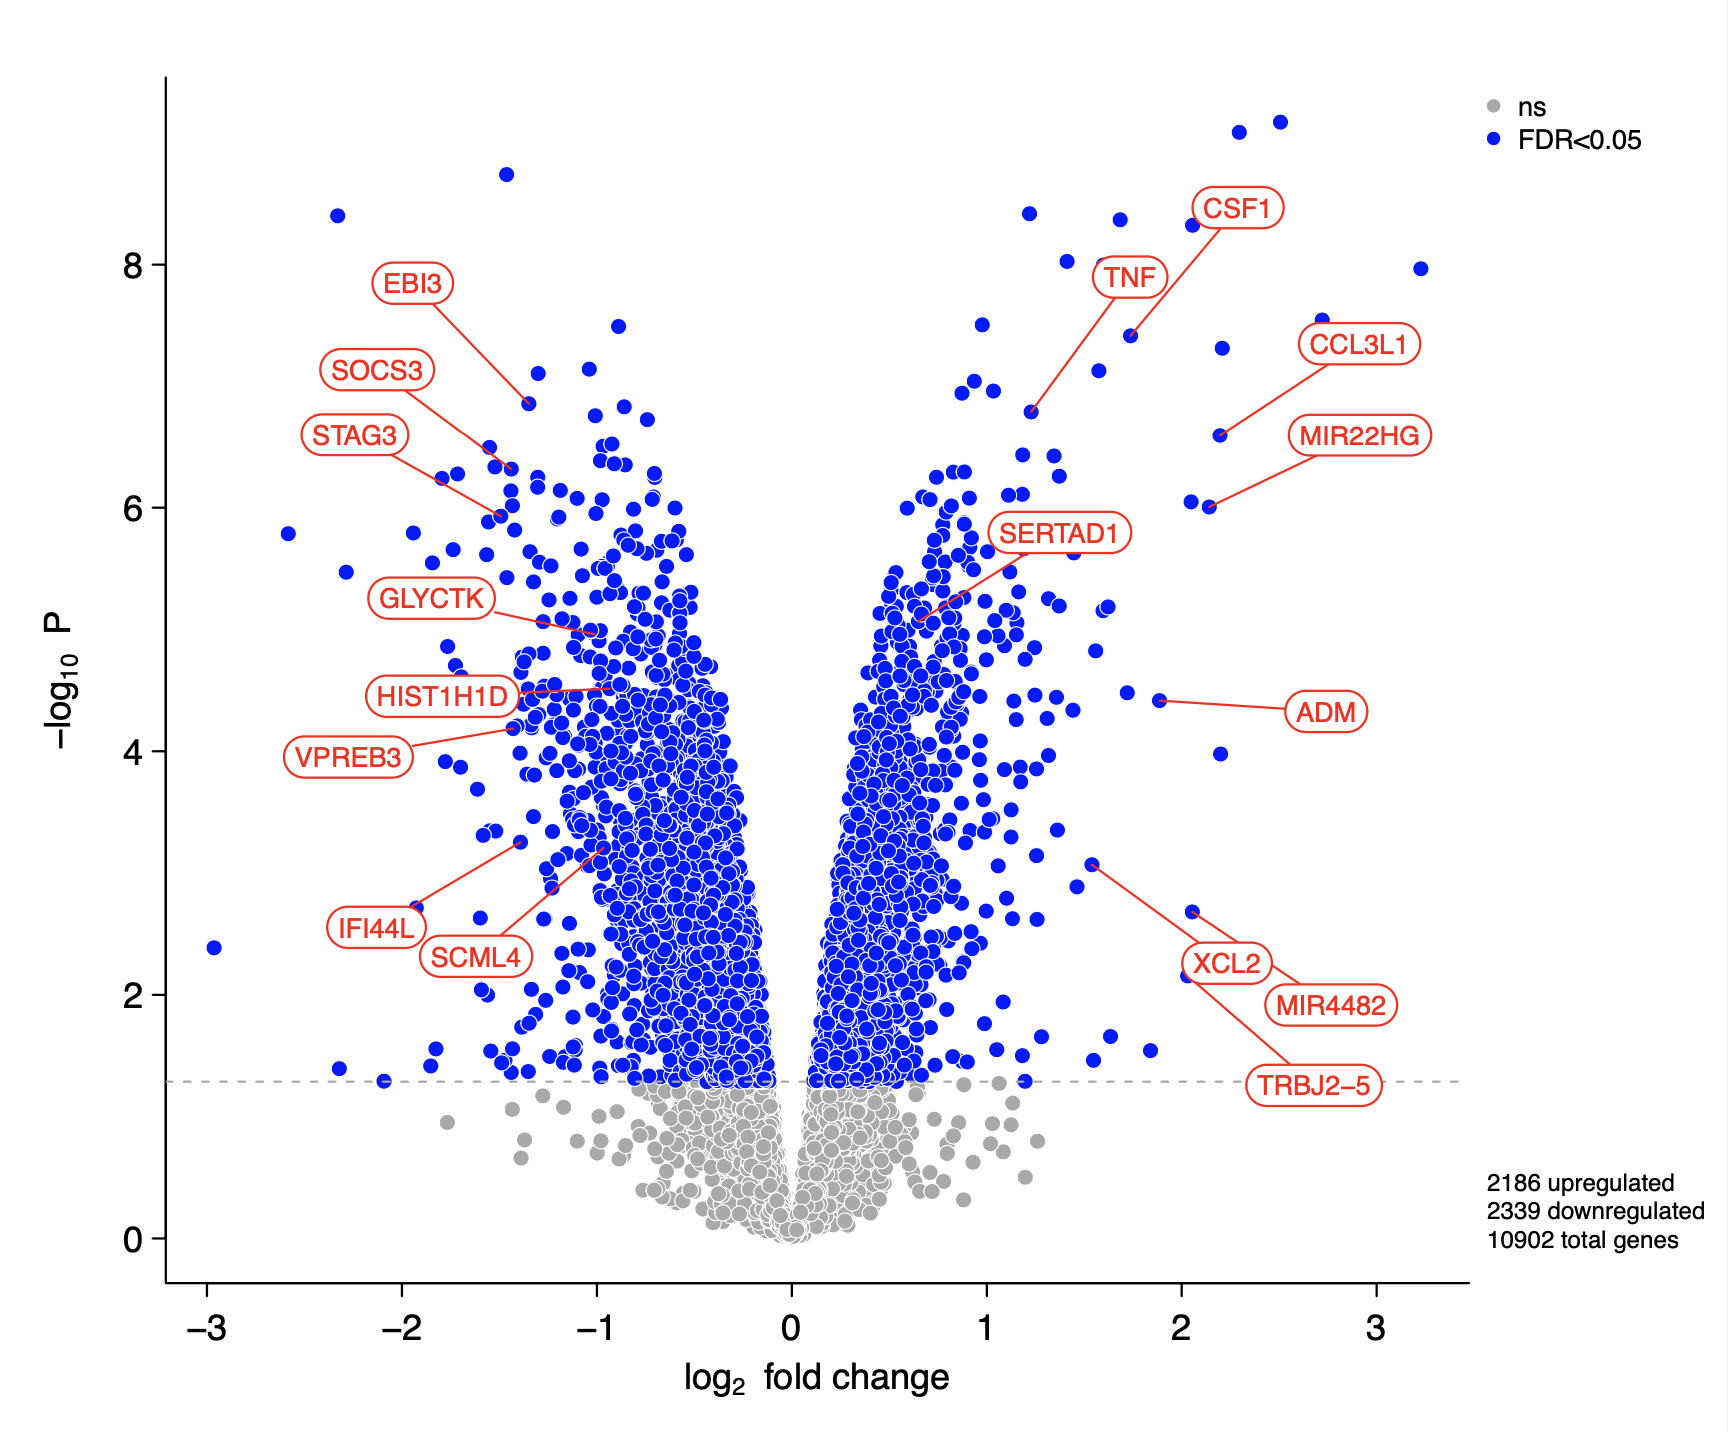 ns
FDR<0.05
CSF1
TNF
EBI3
CCL3L1
SOCS3
STAG3
MIR22HG
SERTAD1
GLYCTK
HIST1H1D
ADM
VPREB3
IFI44L
SCML4
XCL2
MIR4482
TRBJ2−5
8
6
4
2
0
−log10 P
2186 upregulated
2339 downregulated
10902 total genes
−3 −2 −1 0 1 2 3
log2 fold change